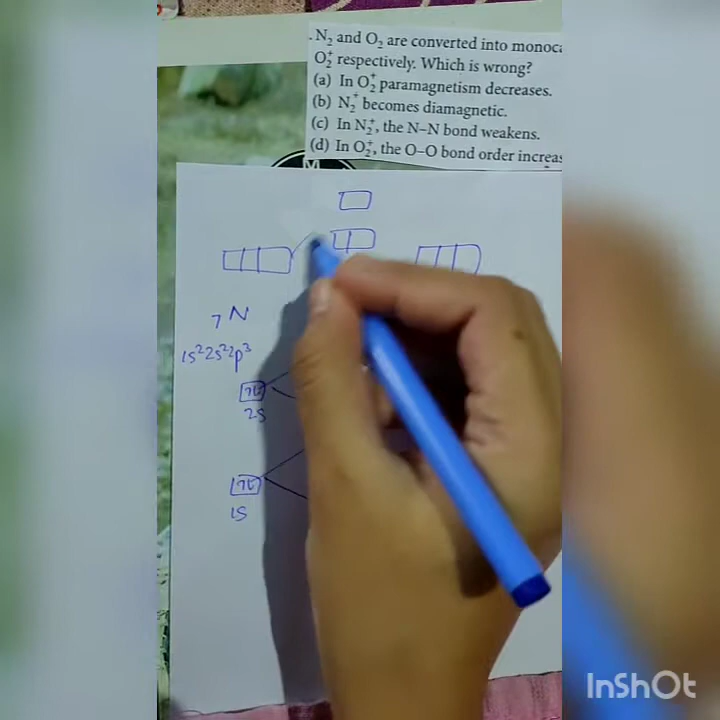 . N₂ and O₂ are converted into monoca
O₂⁺ respectively. Which is wrong?
(a) In O₂⁺ paramagnetism decreases.
(b) N₂⁺ becomes diamagnetic.
(c) In N₂⁺, the N–N bond weakens.
(d) In O₂⁺, the O–O bond order increas
M
₇N
1s²2s²2p³
2s
1s
InShOt